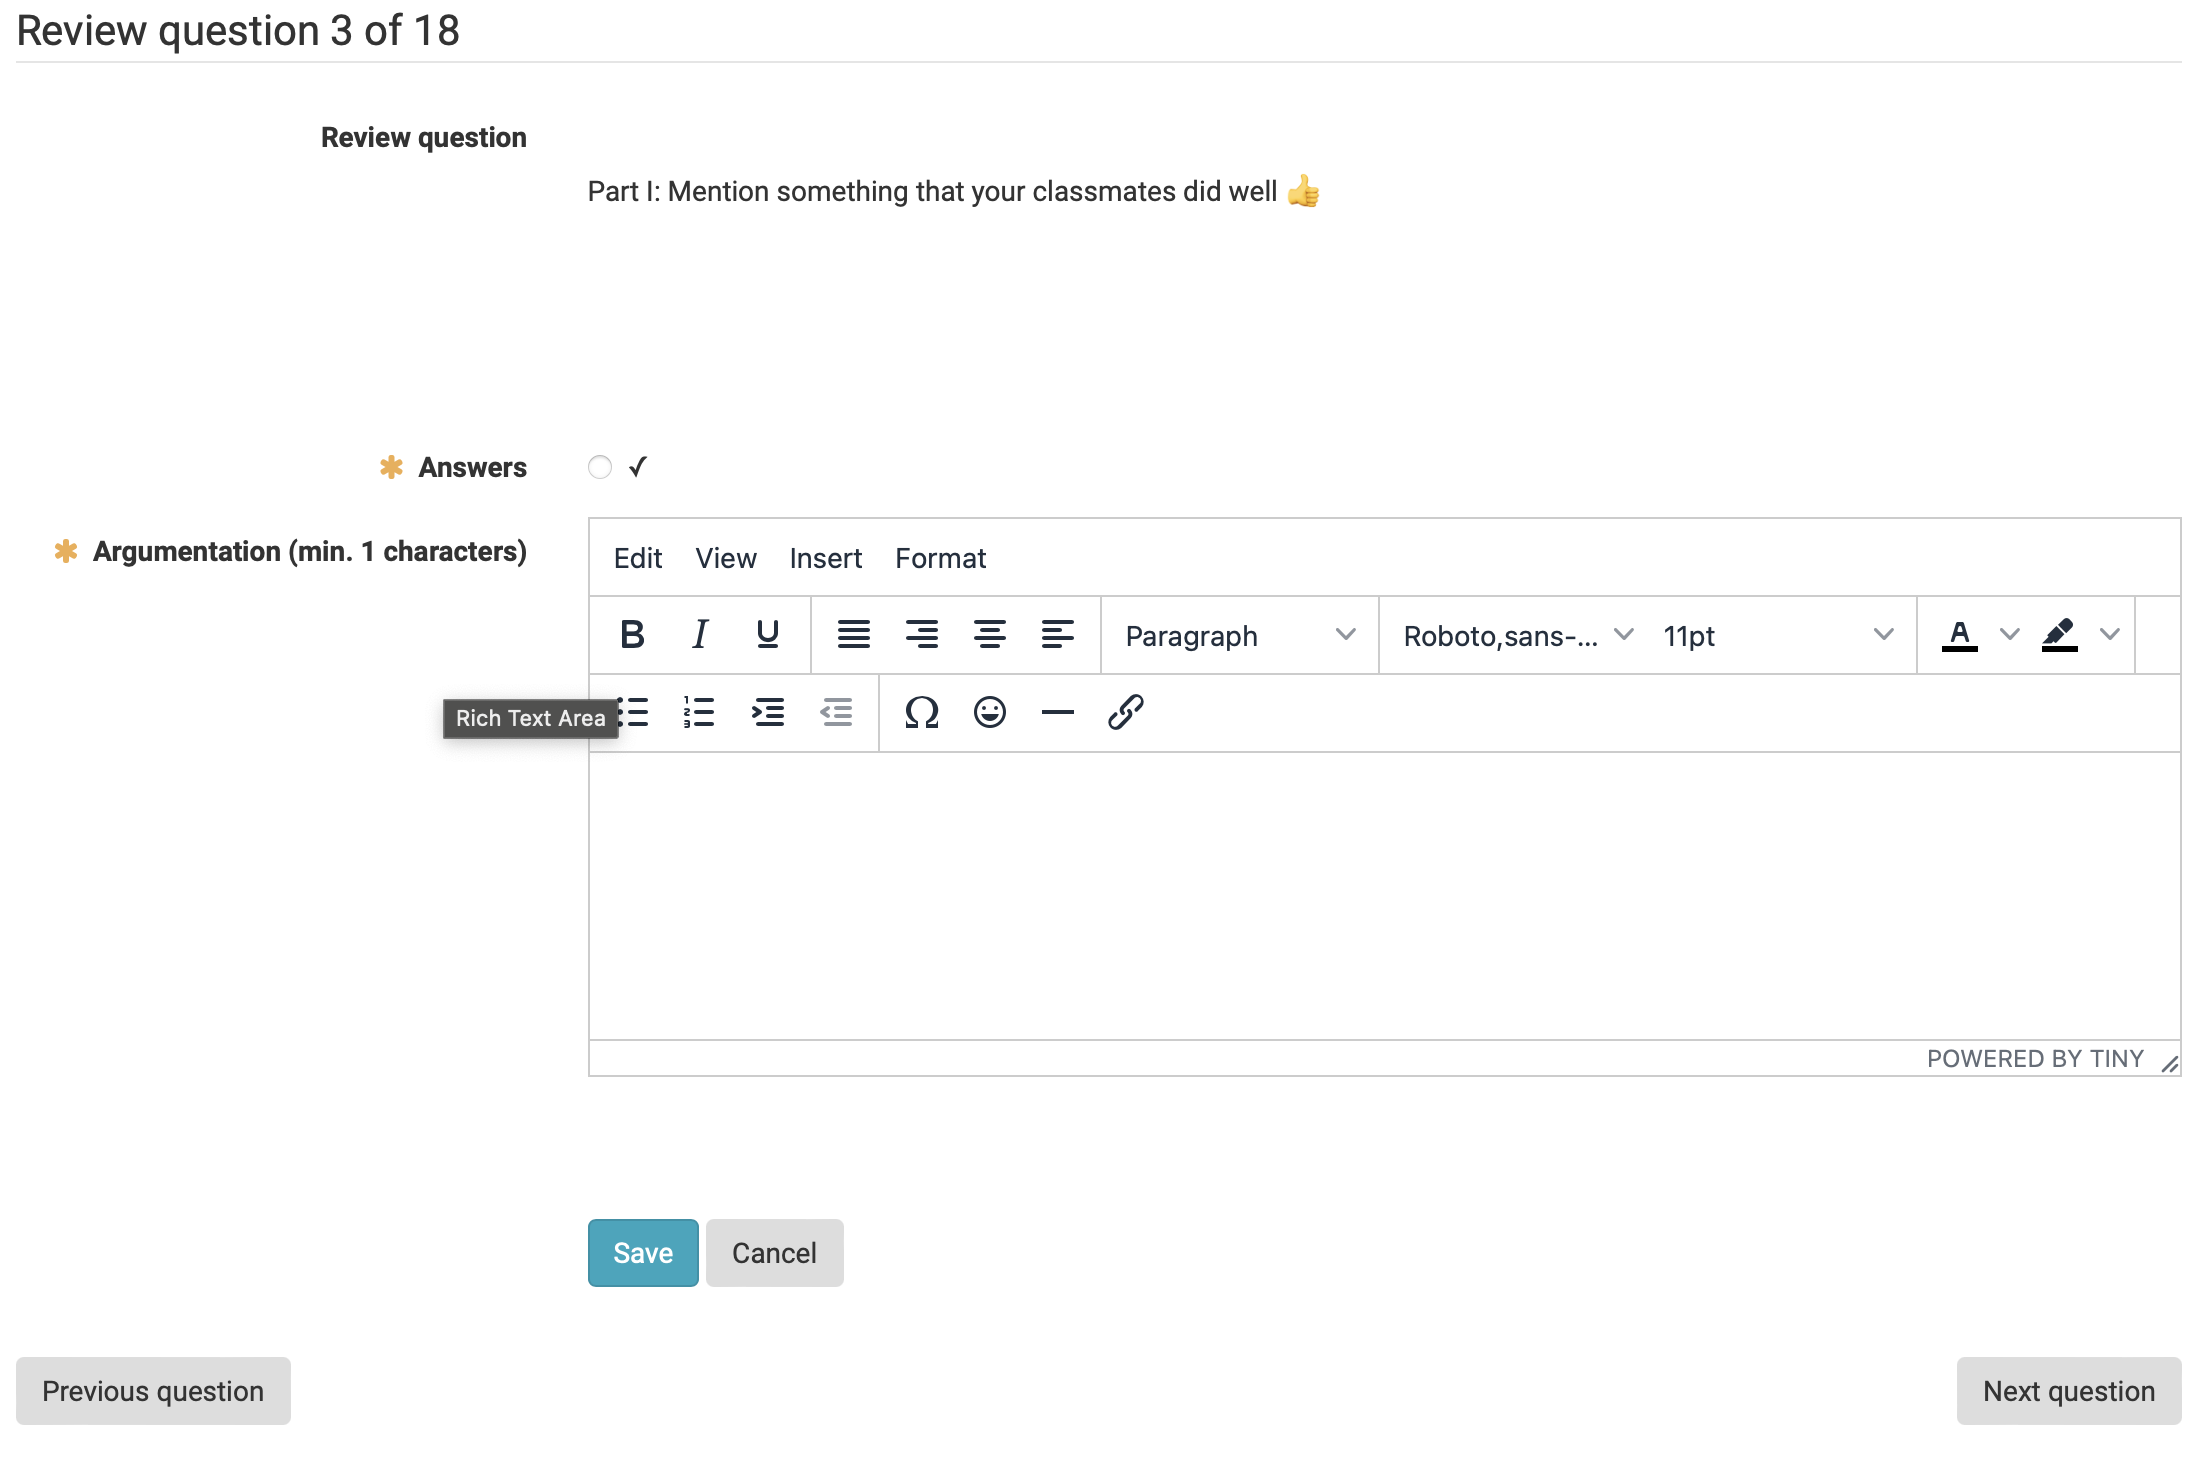 Review question 3 of 18
Review question
Part I: Mention something that your classmates did well 👍
✱ Answers ✓
✱ Argumentation (min. 1 characters)
Edit View Insert Format
B I U Paragraph Roboto,sans-... 11pt A
Rich Text Area
Ω
POWERED BY TINY
Save Cancel
Previous question Next question